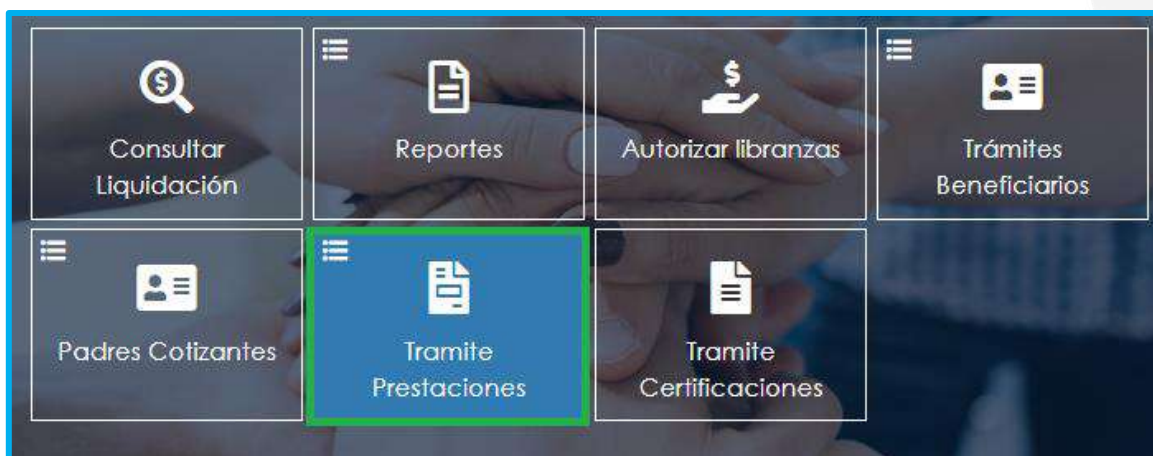 Consultar
Liquidación
Reportes
Autorizar libranzas
Trámites
Beneficiarios
Padres Cotizantes
Tramite
Prestaciones
Tramite
Certificaciones